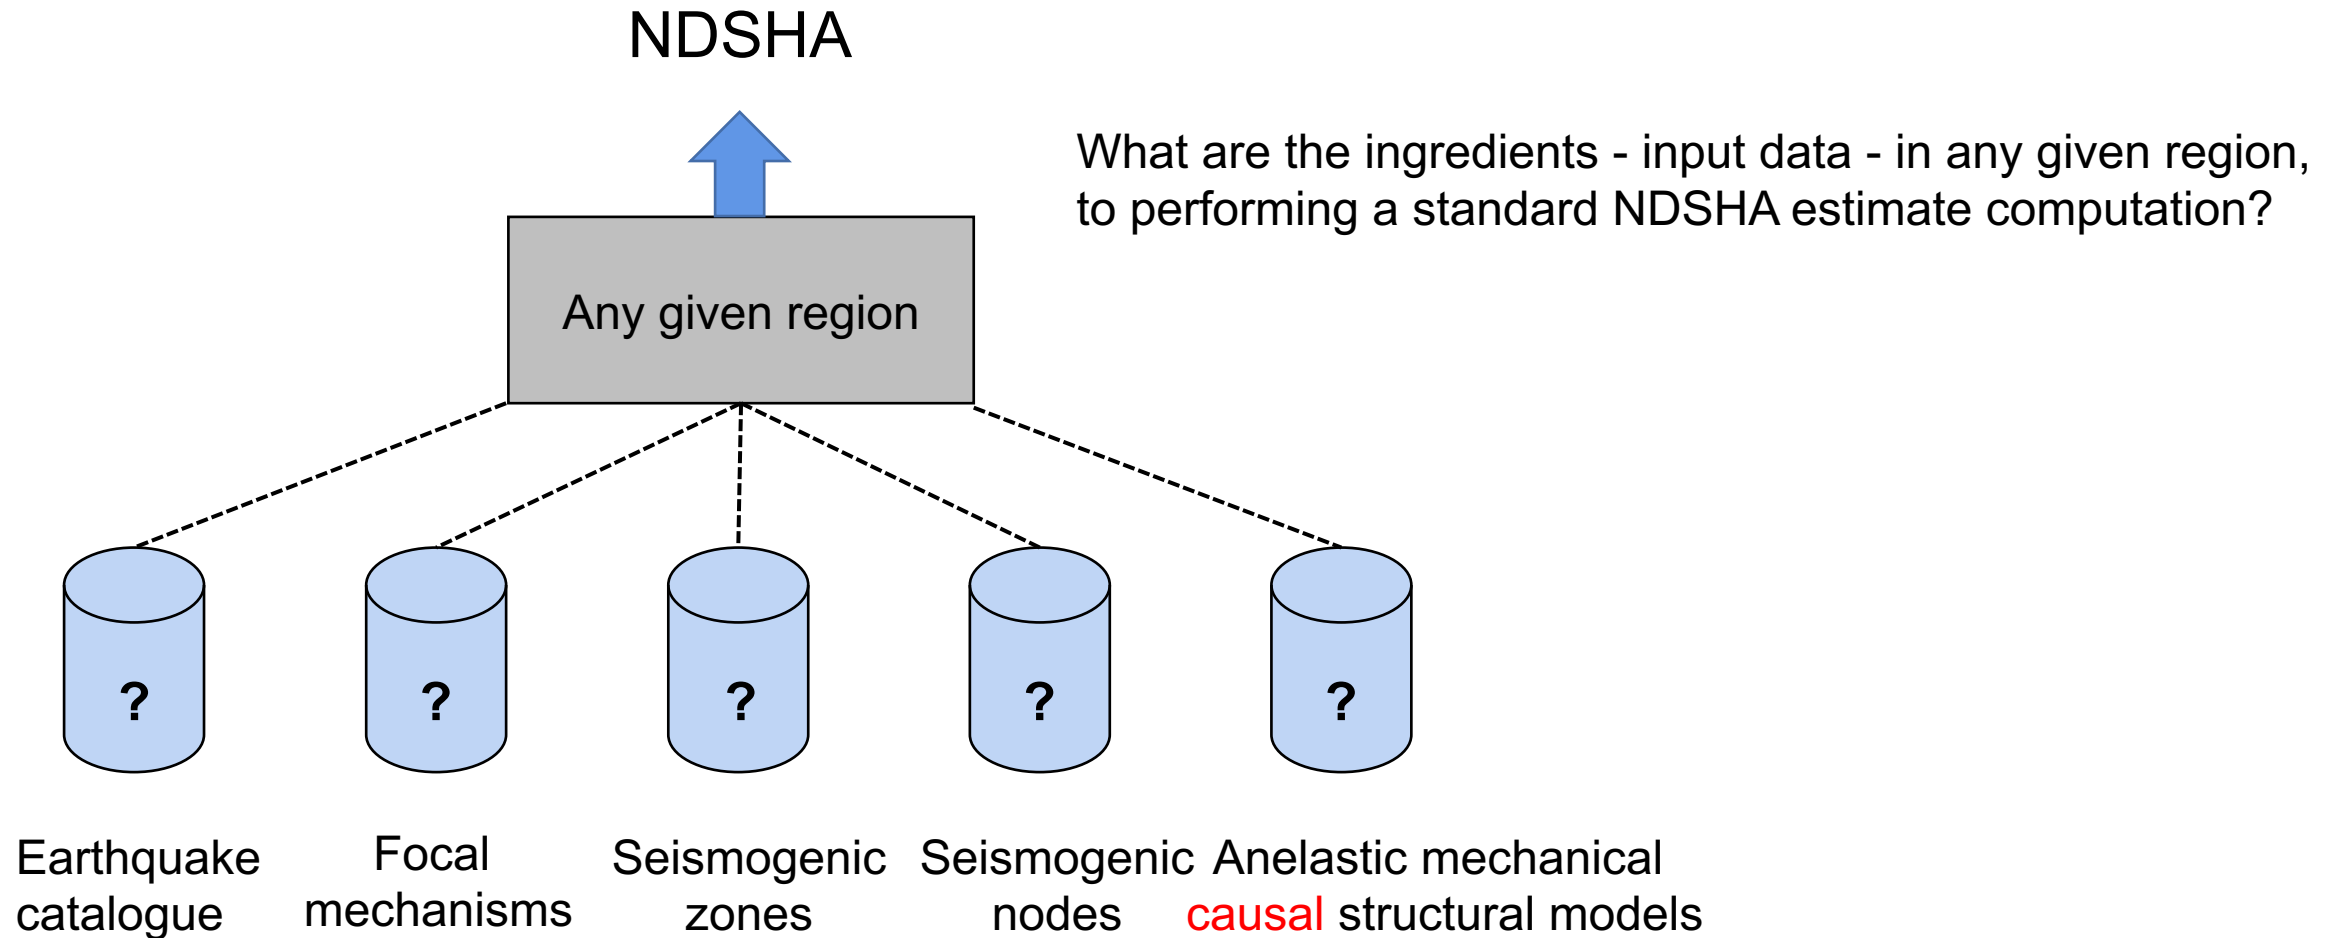 NDSHA
What are the ingredients - input data - in any given region,
to performing a standard NDSHA estimate computation?
Any given region
?
?
?
?
?
Earthquake
catalogue
Focal
mechanisms
Seismogenic
zones
Seismogenic
nodes
Anelastic mechanical
causal structural models